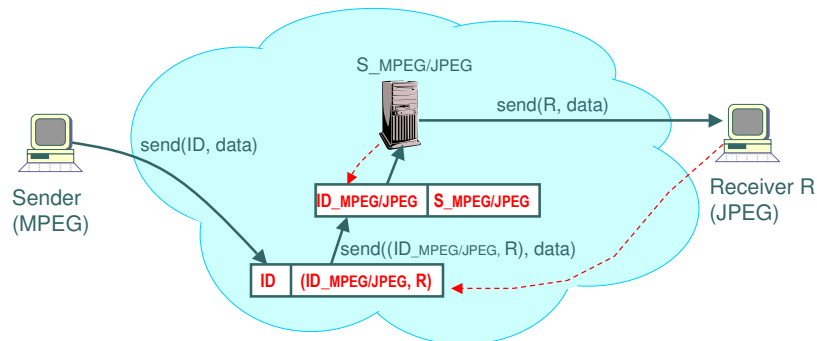 S_MPEG/JPEG
send(R, data)
send(ID, data)
Sender
(MPEG)
Receiver R
(JPEG)
ID_MPEG/JPEG S_MPEG/JPEG
send((ID_MPEG/JPEG, R), data)
ID (ID_MPEG/JPEG, R)